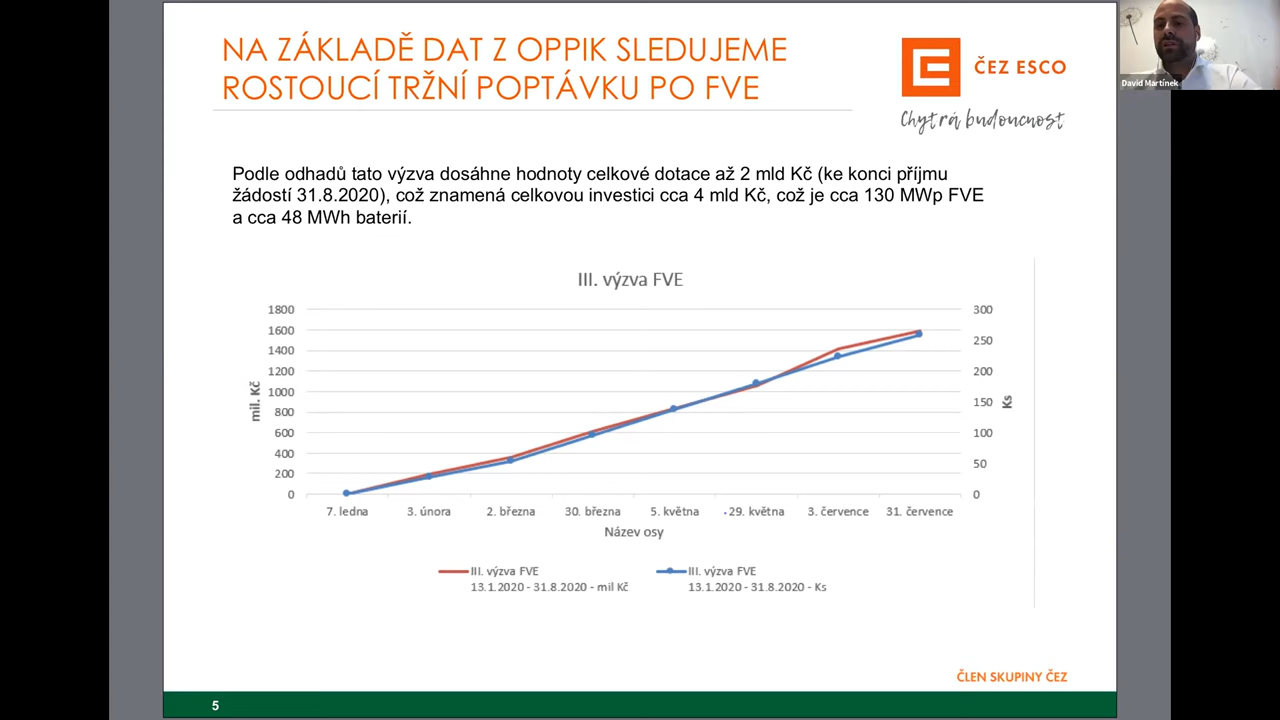 NA ZÁKLADĚ DAT Z OPPIK SLEDUJEME
ROSTOUCÍ TRŽNÍ POPTÁVKU PO FVE
ČEZ ESCO
Chytrá budoucnost
David Martínek
Podle odhadů tato výzva dosáhne hodnoty celkové dotace až 2 mld Kč (ke konci příjmu
žádostí 31.8.2020), což znamená celkovou investici cca 4 mld Kč, což je cca 130 MWp FVE
a cca 48 MWh baterií.
III. výzva FVE
1800
1600
1400
1200
1000
800
600
400
200
0
mil. Kč
300
250
200
150
100
50
0
Ks
7. ledna 3. února 2. března 30. března 5. května 29. května 3. července 31. července
Název osy
III. výzva FVE
13.1.2020 - 31.8.2020 - mil Kč
III. výzva FVE
13.1.2020 - 31.8.2020 - Ks
ČLEN SKUPINY ČEZ
5